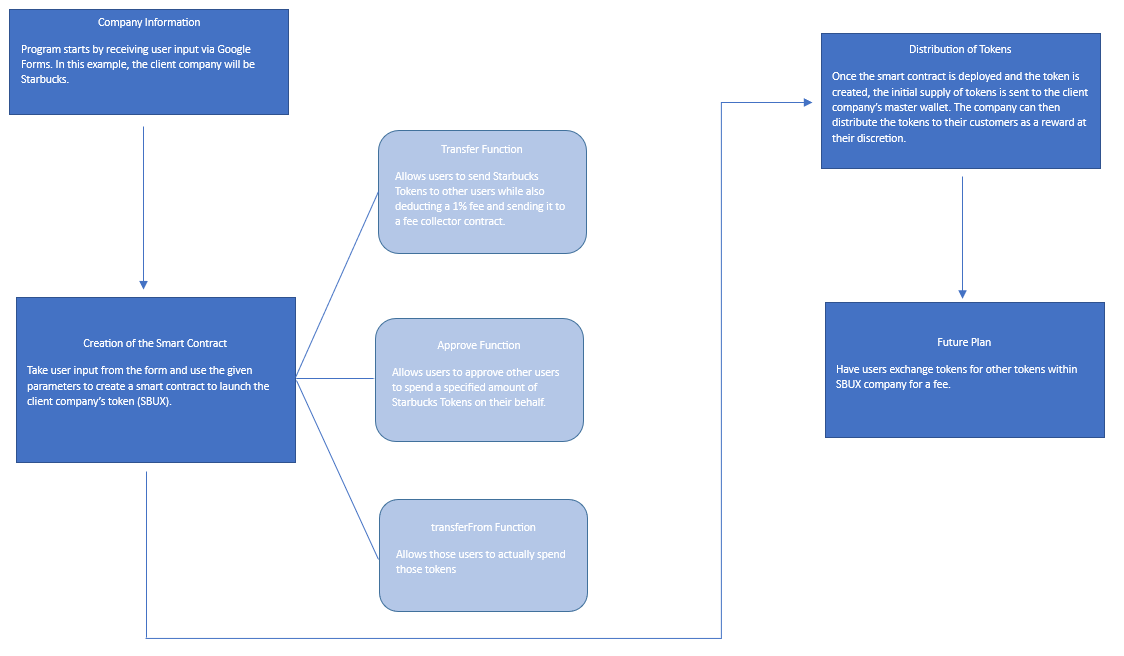 Company Information
Program starts by receiving user input via Google
Forms. In this example, the client company will be
Starbucks.
Creation of the Smart Contract
Take user input from the form and use the given
parameters to create a smart contract to launch the
client company's token (SBUX).
Transfer Function
Allows users to send Starbucks
Tokens to other users while also
deducting a 1% fee and sending it to
a fee collector contract.
Approve Function
Allows users to approve other users
to spend a specified amount of
Starbucks Tokens on their behalf.
transferFrom Function
Allows those users to actually spend
those tokens
Distribution of Tokens
Once the smart contract is deployed and the token is
created, the initial supply of tokens is sent to the client
company's master wallet. The company can then
distribute the tokens to their customers as a reward at
their discretion.
Future Plan
Have users exchange tokens for other tokens within
SBUX company for a fee.